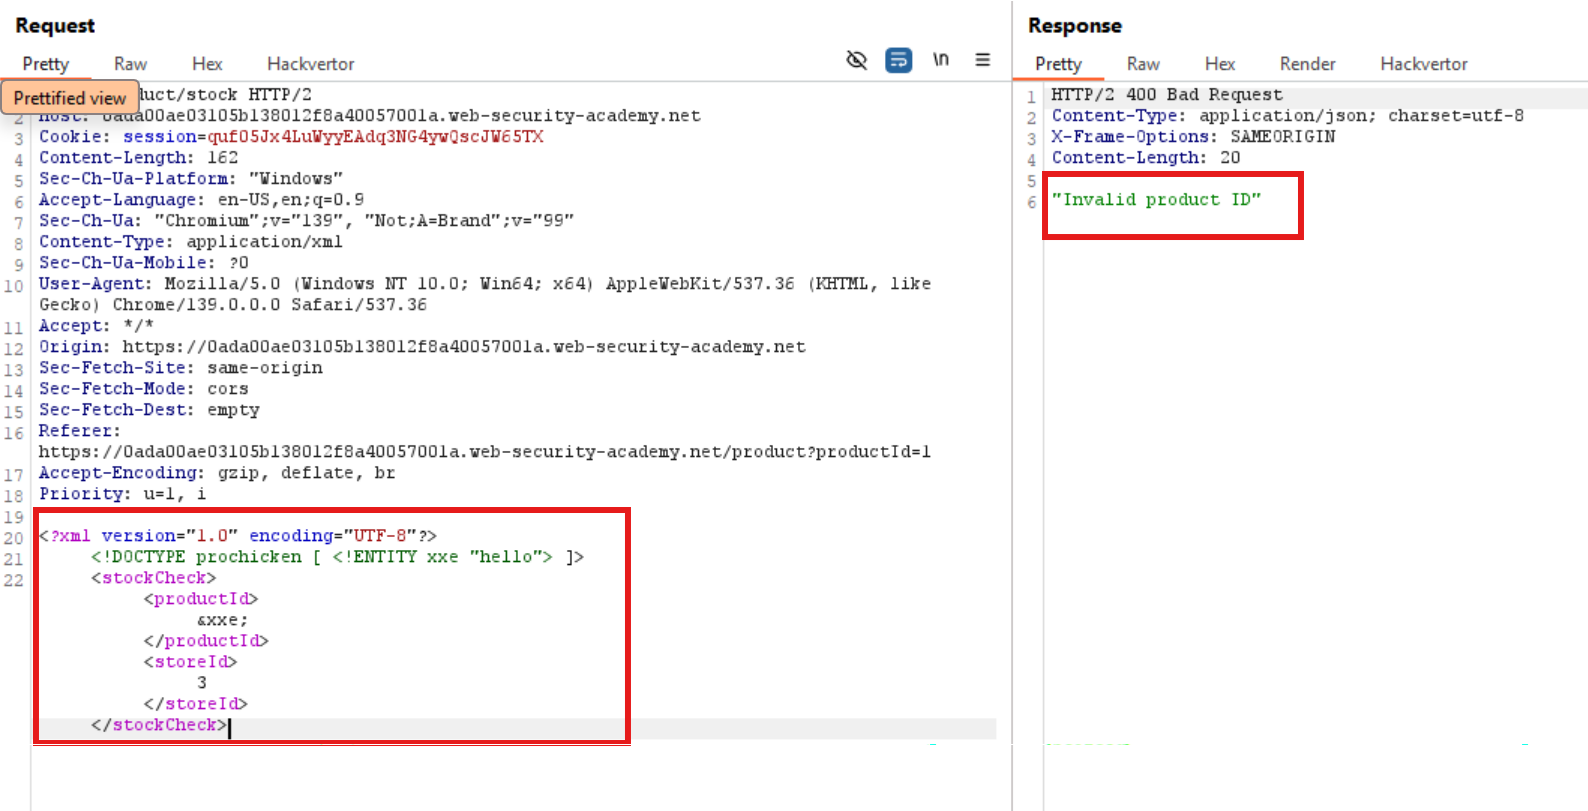 Request
Pretty Raw Hex Hackvertor \n
Prettified view
duct/stock HTTP/2
2 Host: 0ada00ae03105b138012f8a40057001a.web-security-academy.net
3 Cookie: session=quf05Jx4LuWyyEAdq3NG4ywQscJW65TX
4 Content-Length: 162
5 Sec-Ch-Ua-Platform: "Windows"
6 Accept-Language: en-US,en;q=0.9
7 Sec-Ch-Ua: "Chromium";v="139", "Not;A=Brand";v="99"
8 Content-Type: application/xml
9 Sec-Ch-Ua-Mobile: ?0
10 User-Agent: Mozilla/5.0 (Windows NT 10.0; Win64; x64) AppleWebKit/537.36 (KHTML, like
Gecko) Chrome/139.0.0.0 Safari/537.36
11 Accept: */*
12 Origin: https://0ada00ae03105b138012f8a40057001a.web-security-academy.net
13 Sec-Fetch-Site: same-origin
14 Sec-Fetch-Mode: cors
15 Sec-Fetch-Dest: empty
16 Referer:
https://0ada00ae03105b138012f8a40057001a.web-security-academy.net/product?productId=1
17 Accept-Encoding: gzip, deflate, br
18 Priority: u=1, i
19
20 <?xml version="1.0" encoding="UTF-8"?>
21 <!DOCTYPE prochicken [ <!ENTITY xxe "hello"> ]>
22 <stockCheck>
<productId>
&xxe;
</productId>
<storeId>
3
</storeId>
</stockCheck>
Response
Pretty Raw Hex Render Hackvertor
1 HTTP/2 400 Bad Request
2 Content-Type: application/json; charset=utf-8
3 X-Frame-Options: SAMEORIGIN
4 Content-Length: 20
5
6 "Invalid product ID"